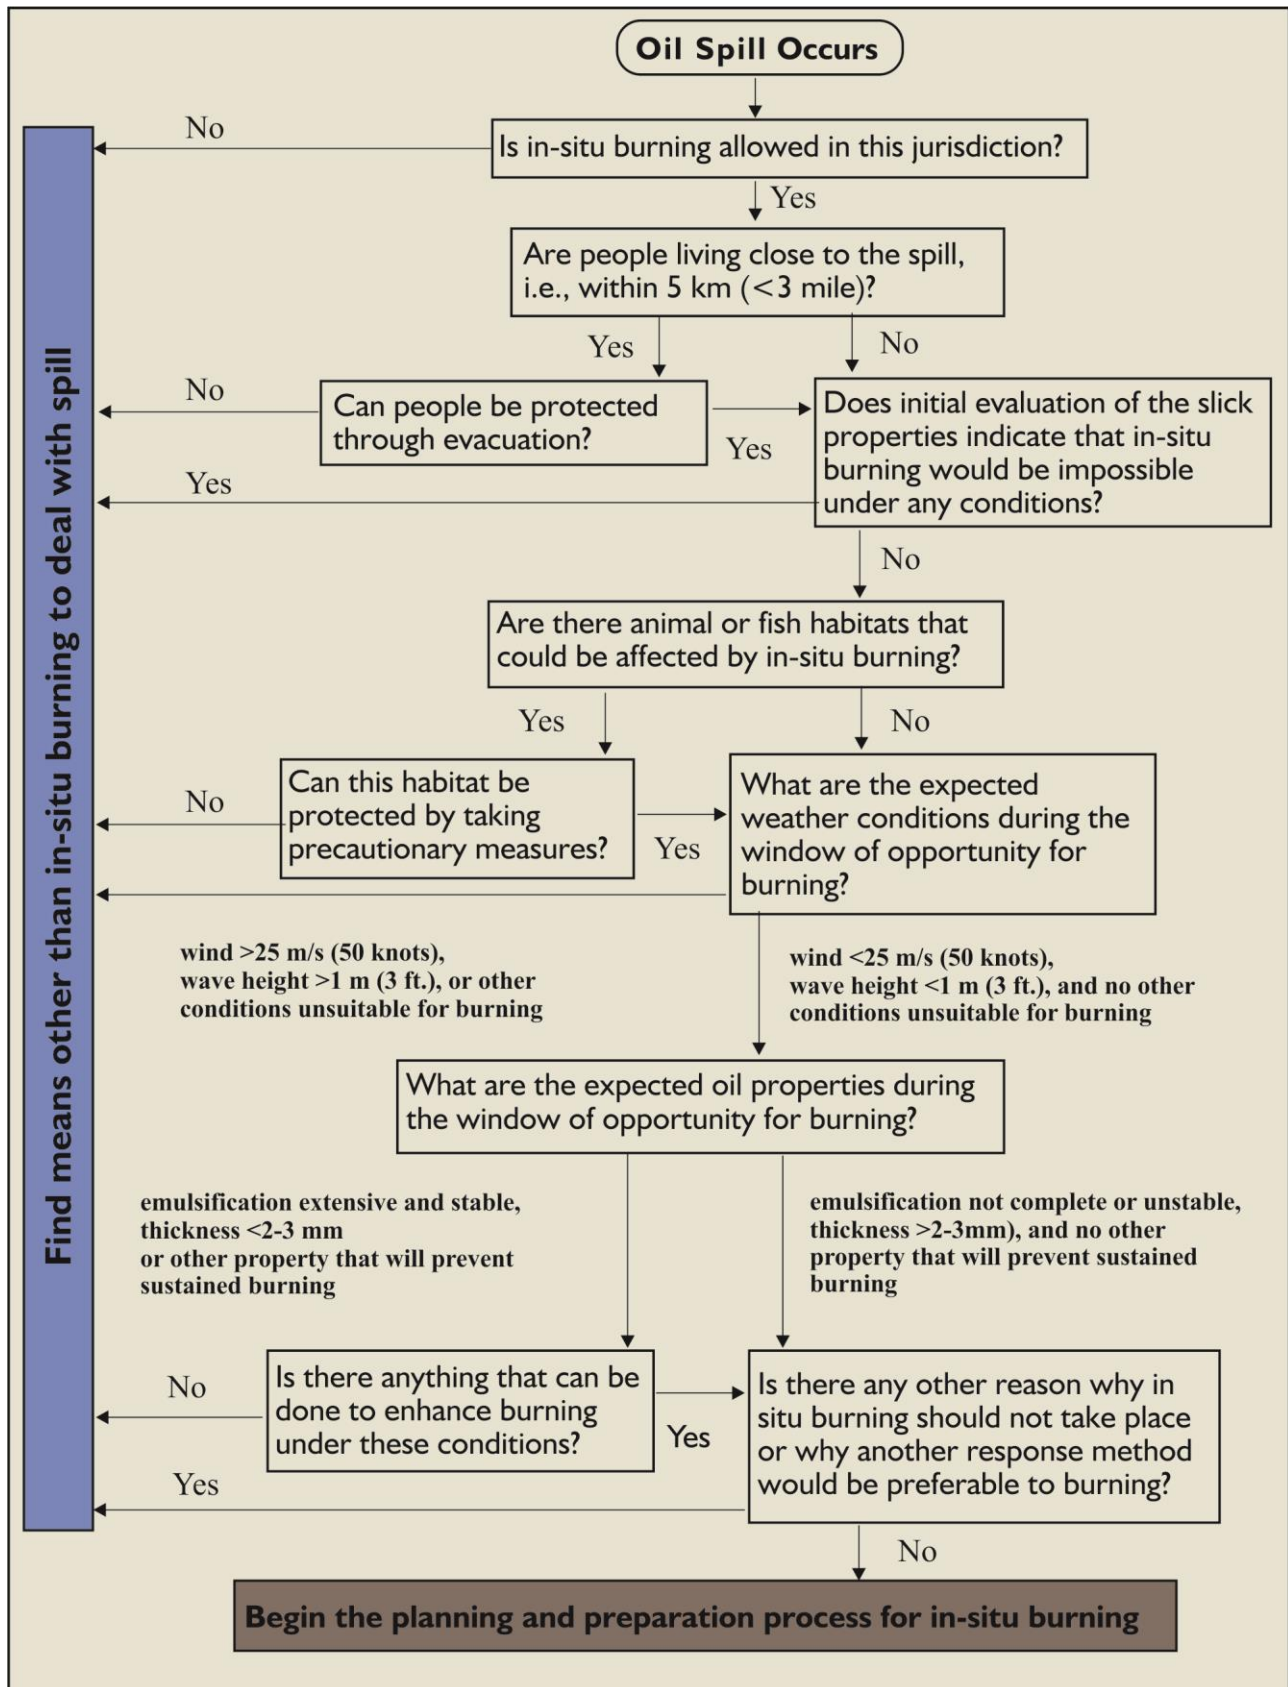 Oil Spill Occurs
No
Is in-situ burning allowed in this jurisdiction?
Yes
Are people living close to the spill,
i.e., within 5 km (<3 mile)?
Yes
No
No
Can people be protected
through evacuation?
Yes
Does initial evaluation of the slick
properties indicate that in-situ
burning would be impossible
under any conditions?
Yes
No
Are there animal or fish habitats that
could be affected by in-situ burning?
Yes
No
No
Can this habitat be
protected by taking
precautionary measures?
Yes
What are the expected
weather conditions during the
window of opportunity for
burning?
wind >25 m/s (50 knots),
wave height >1 m (3 ft.), or other
conditions unsuitable for burning
wind <25 m/s (50 knots),
wave height <1 m (3 ft.), and no other
conditions unsuitable for burning
What are the expected oil properties during
the window of opportunity for burning?
emulsification extensive and stable,
thickness <2-3 mm
or other property that will prevent
sustained burning
emulsification not complete or unstable,
thickness >2-3mm), and no other
property that will prevent sustained
burning
No
Is there anything that can be
done to enhance burning
under these conditions?
Yes
Is there any other reason why in
situ burning should not take place
or why another response method
would be preferable to burning?
Yes
No
Begin the planning and preparation process for in-situ burning
Find means other than in-situ burning to deal with spill